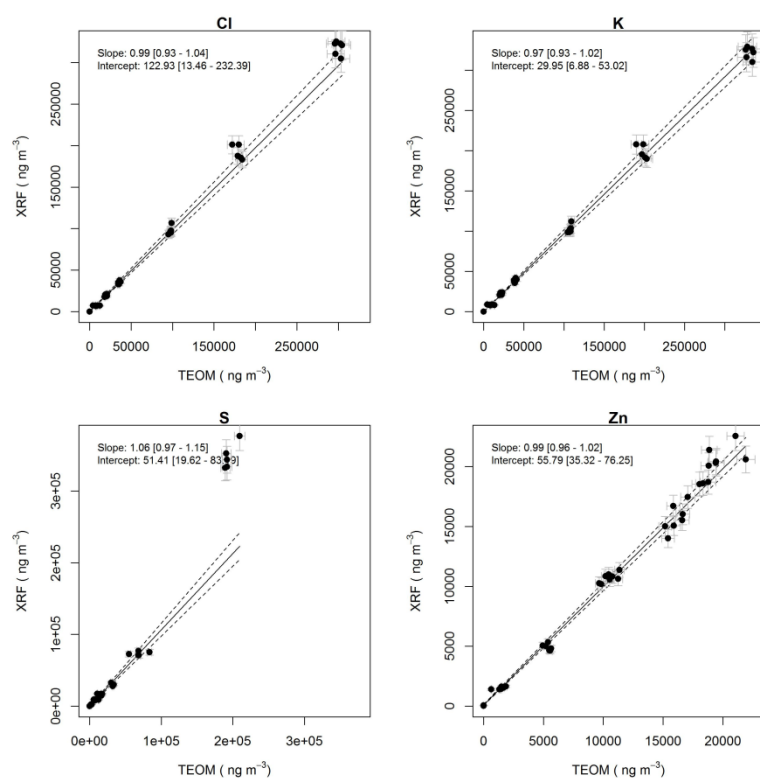 Cl
Slope: 0.99 [0.93 - 1.04]
Intercept: 122.93 [13.46 - 232.39]
XRF ( ng m⁻³)
0
50000
150000
250000
0
50000
150000
250000
TEOM ( ng m⁻³)
K
Slope: 0.97 [0.93 - 1.02]
Intercept: 29.95 [6.88 - 53.02]
XRF ( ng m⁻³)
0
50000
150000
250000
0
50000
150000
250000
TEOM ( ng m⁻³)
S
Slope: 1.06 [0.97 - 1.15]
Intercept: 51.41 [19.62 -
XRF ( ng m⁻³)
0e+00
1e+05
2e+05
3e+05
0e+00
1e+05
2e+05
3e+05
TEOM ( ng m⁻³)
Zn
Slope: 0.99 [0.96 - 1.02]
Intercept: 55.79 [35.32 - 76.25]
XRF ( ng m⁻³)
0
5000
10000
15000
20000
0
5000
10000
15000
20000
TEOM ( ng m⁻³)